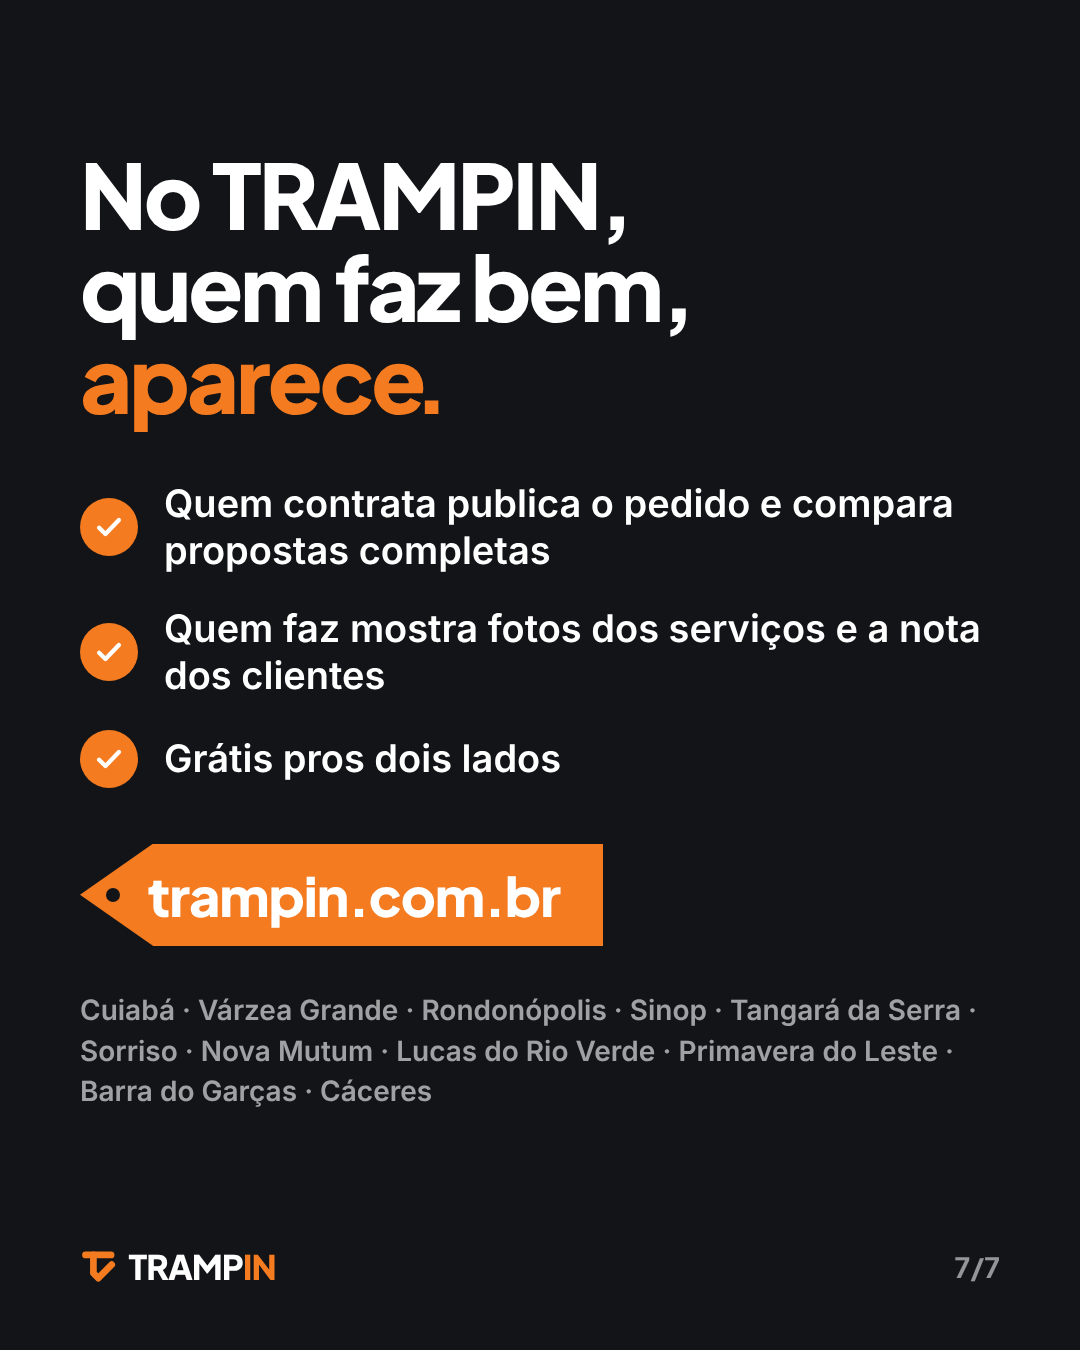 No TRAMPIN,
quem faz bem,
aparece.
Quem contrata publica o pedido e compara
propostas completas
Quem faz mostra fotos dos serviços e a nota
dos clientes
Grátis pros dois lados
trampin.com.br
Cuiabá · Várzea Grande · Rondonópolis · Sinop · Tangará da Serra ·
Sorriso · Nova Mutum · Lucas do Rio Verde · Primavera do Leste ·
Barra do Garças · Cáceres
TRAMPIN
7/7